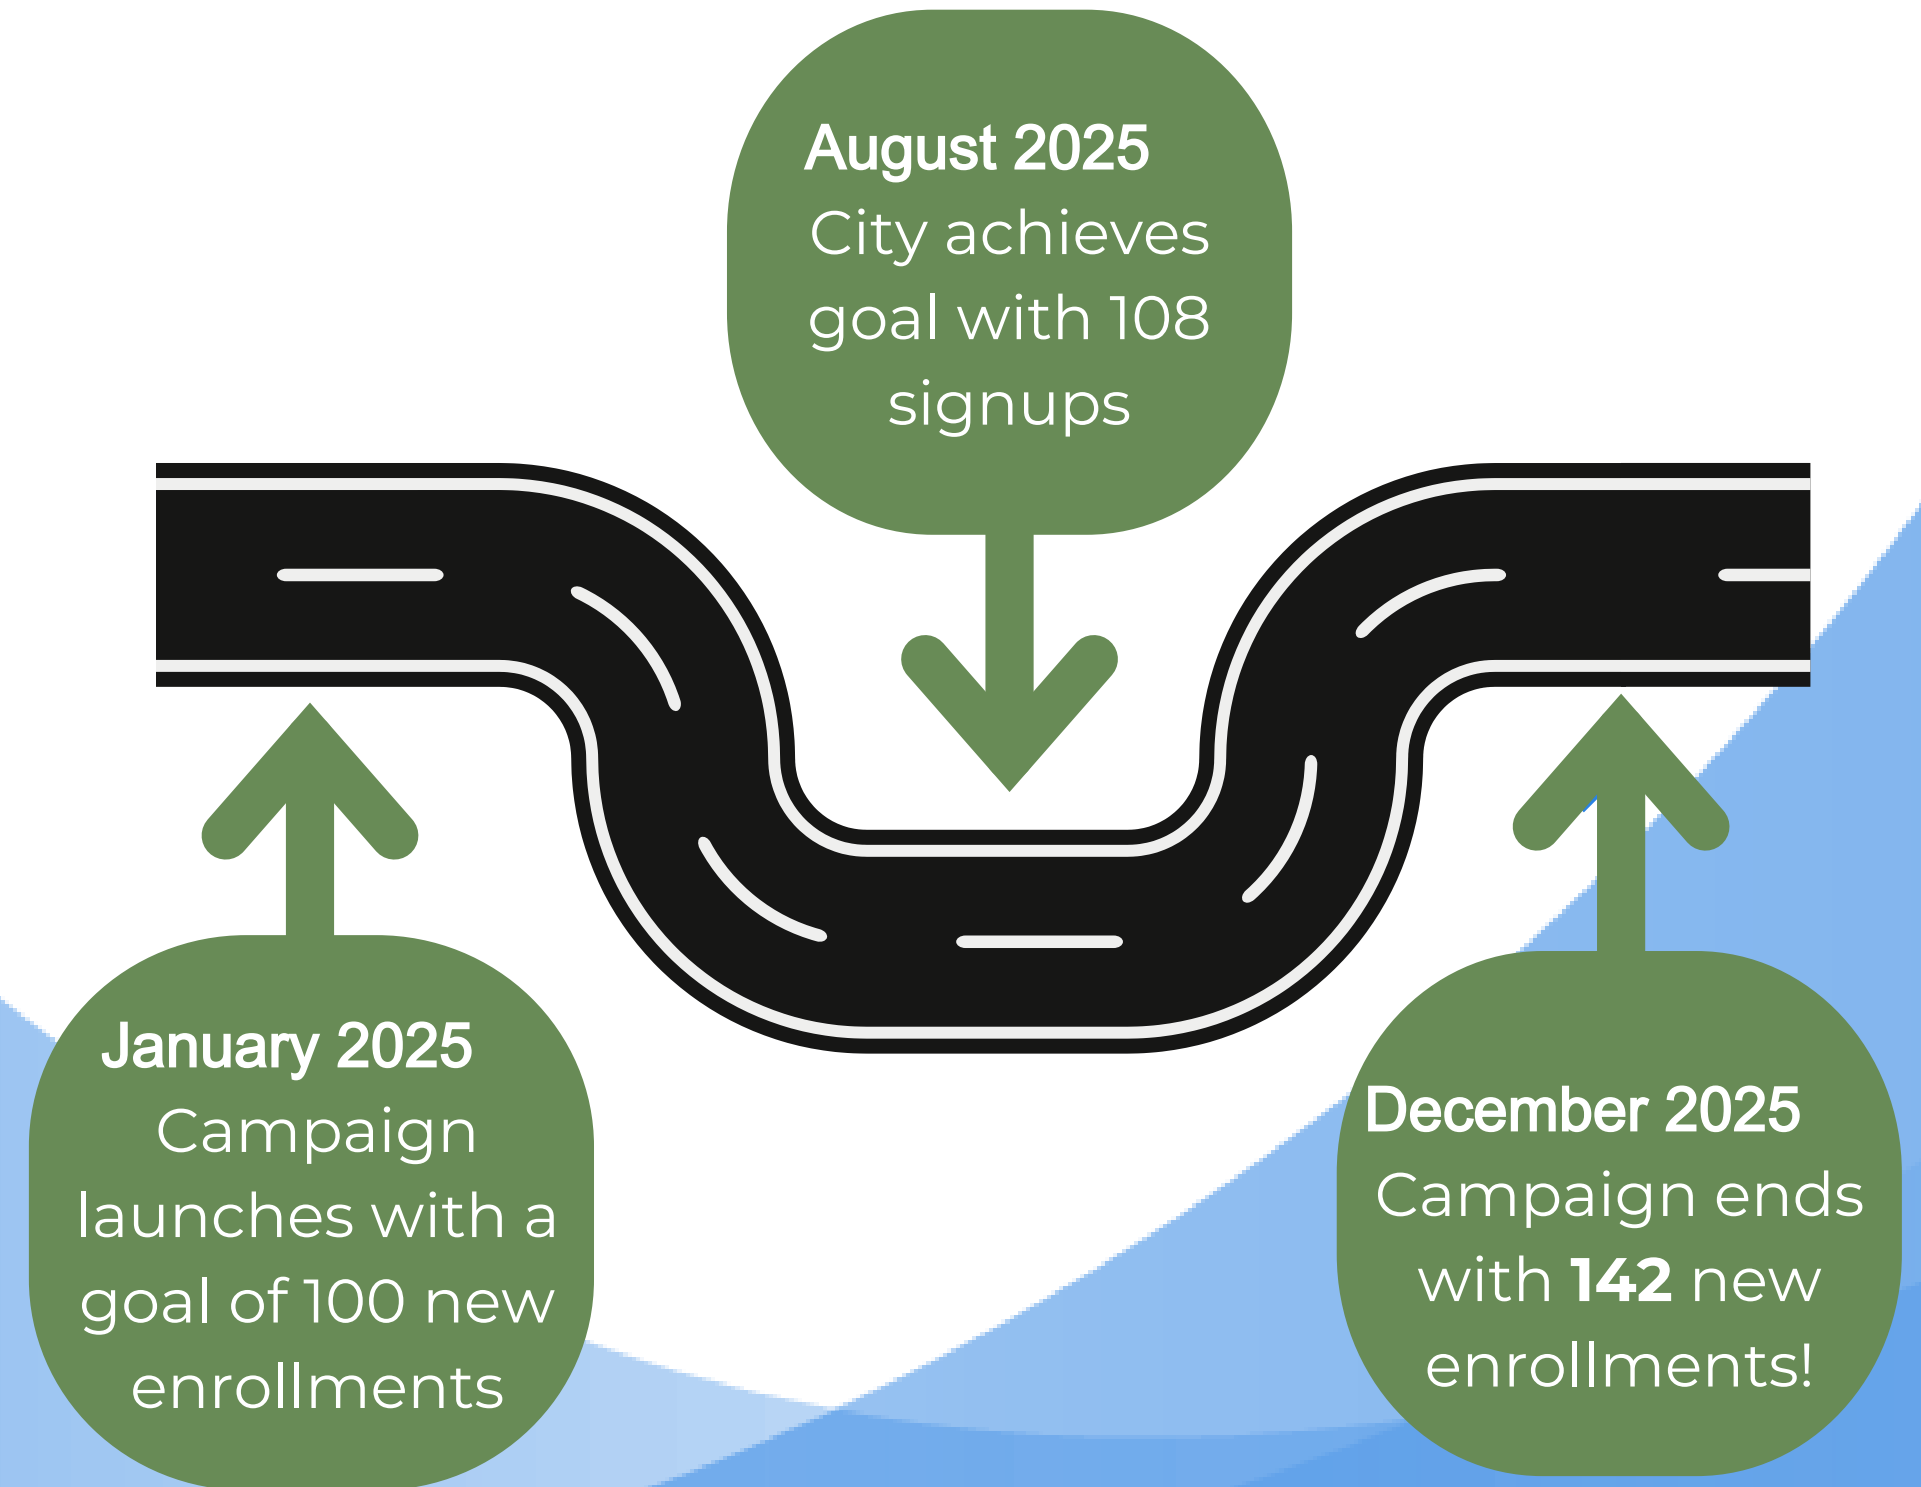 January 2025
Campaign
launches with a
goal of 100 new
enrollments
August 2025
City achieves
goal with 108
signups
December 2025
Campaign ends
with 142 new
enrollments!